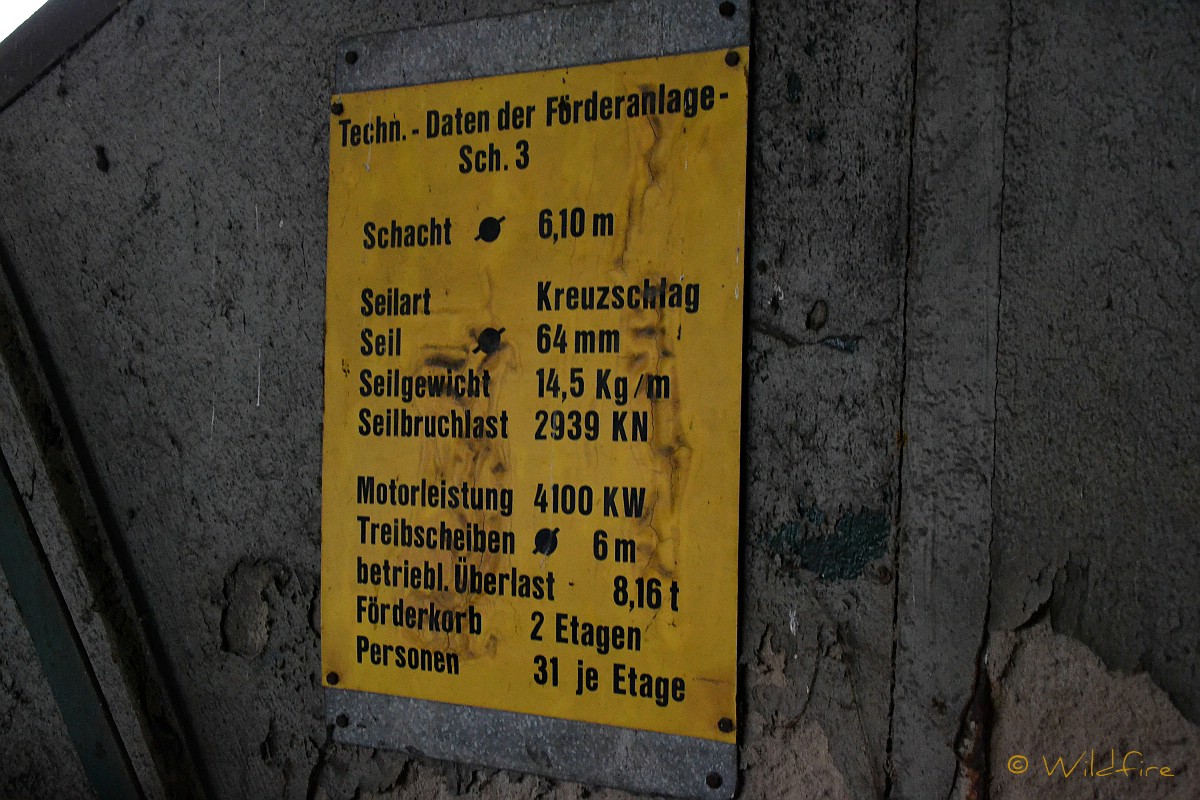 Techn.-Daten der Förderanlage-
Sch. 3
Schacht ⌀ 6,10 m
Seilart Kreuzschlag
Seil ⌀ 64 mm
Seilgewicht 14,5 Kg/m
Seilbruchlast 2939 KN
Motorleistung 4100 KW
Treibscheiben ⌀ 6 m
betriebl. Überlast 8,16 t
Förderkorb 2 Etagen
Personen 31 je Etage
© Wildfire